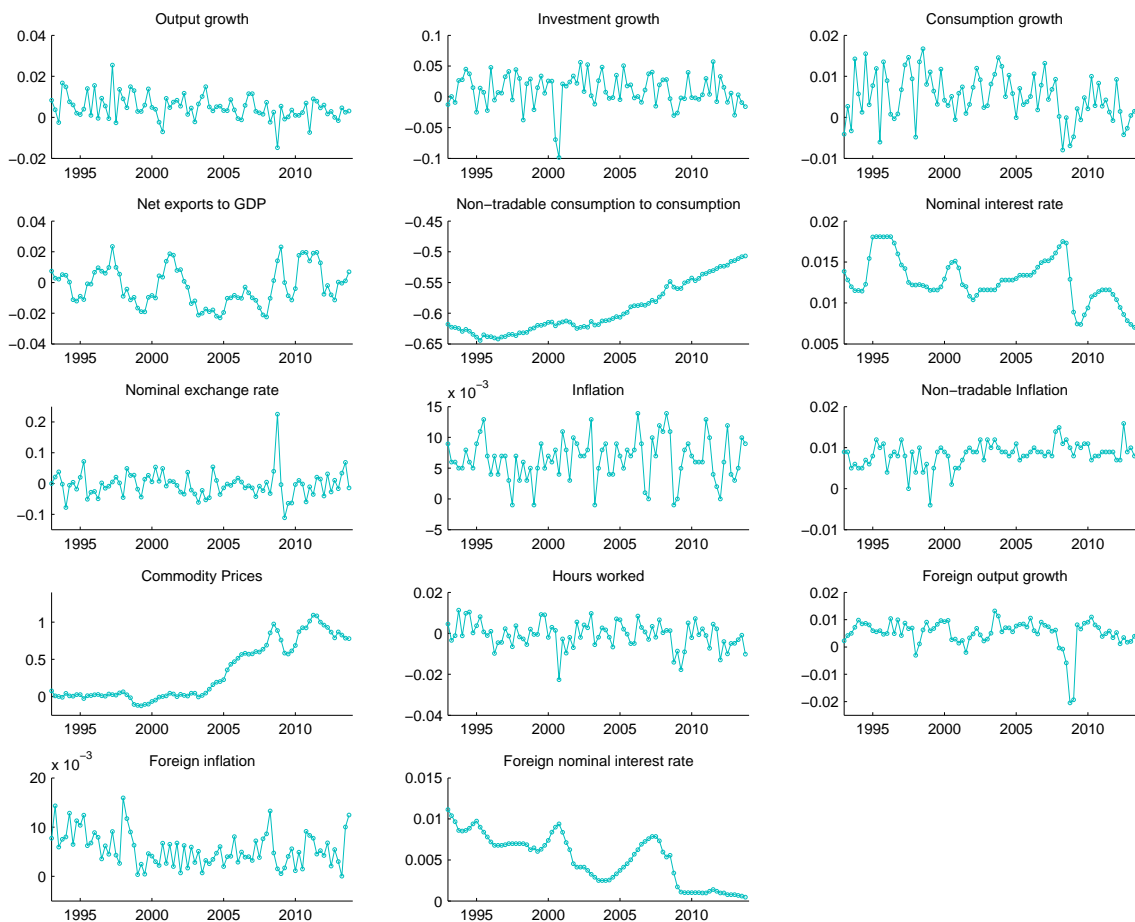 Output growth
0.04
0.02
0
−0.02
1995 2000 2005 2010
Investment growth
0.1
0.05
0
−0.05
−0.1
1995 2000 2005 2010
Consumption growth
0.02
0.01
0
−0.01
1995 2000 2005 2010
Net exports to GDP
0.04
0.02
0
−0.02
−0.04
1995 2000 2005 2010
Non−tradable consumption to consumption
−0.45
−0.5
−0.55
−0.6
−0.65
1995 2000 2005 2010
Nominal interest rate
0.02
0.015
0.01
0.005
1995 2000 2005 2010
Nominal exchange rate
0.2
0.1
0
−0.1
1995 2000 2005 2010
Inflation
x 10−3
15
10
5
0
−5
1995 2000 2005 2010
Non−tradable Inflation
0.02
0.01
0
−0.01
1995 2000 2005 2010
Commodity Prices
1
0.5
0
1995 2000 2005 2010
Hours worked
0.02
0
−0.02
−0.04
1995 2000 2005 2010
Foreign output growth
0.02
0.01
0
−0.01
−0.02
1995 2000 2005 2010
Foreign inflation
x 10−3
20
10
0
1995 2000 2005 2010
Foreign nominal interest rate
0.015
0.01
0.005
0
1995 2000 2005 2010